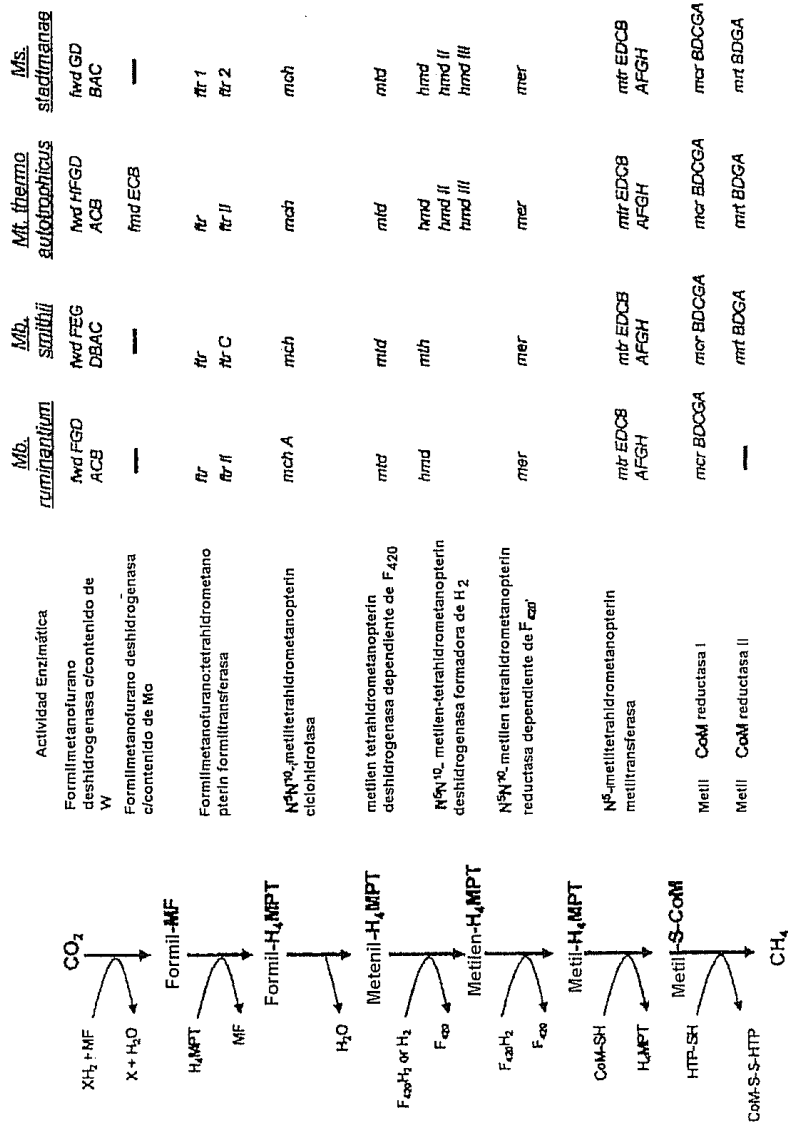 Actividad Enzimática
Mb.
ruminantium
Mb.
smithii
Mt. thermo
autotrophicus
Ms.
stadtmanae
CO2
XH2 + MF
X + H2O
Formilmetanofurano
deshidrogenasa c/contenido de
W
fwd FGD
ACB
fwd FEG
DBAC
fwd HFGD
ACB
fwd GD
BAC
Formilmetanofurano deshidrogenasa
c/contenido de Mo
—
—
fmd ECB
—
Formil-MF
H4MPT
MF
Formilmetanofurano:tetrahidrometano
pterin formiltransferasa
ftr
ftr II
ftr
ftr C
ftr
ftr II
ftr 1
ftr 2
Formil-H4MPT
H2O
N5N10-,metiltetrahidrometanopterin
ciclohidrolasa
mch A
mch
mch
mch
Metenil-H4MPT
F420H2 or H2
F420
metilen tetrahidrometanopterin
deshidrogenasa dependiente de F420
mtd
mtd
mtd
mtd
N5N10- metilen-tetrahidrometanopterin
deshidrogenasa formadora de H2
hmd
mth
hmd
hmd II
hmd III
hmd
hmd II
hmd III
Metilen-H4MPT
F420H2
F420
N5N10- metilen tetrahidrometanopterin
reductasa dependiente de F420,
mer
mer
mer
mer
Metil-H4MPT
CoM-SH
H4MPT
N5-metiltetrahidrometanopterin
metiltransferasa
mtr EDCB
AFGH
mtr EDCB
AFGH
mtr EDCB
AFGH
mtr EDCB
AFGH
Metil-S-CoM
HTP-SH
CoM-S-S-HTP
Metil CoM reductasa I
mcr BDCGA
mcr BDCGA
mcr BDCGA
mcr BDCGA
Metil CoM reductasa II
—
mrt BDGA
mrt BDGA
mrt BDGA
CH4